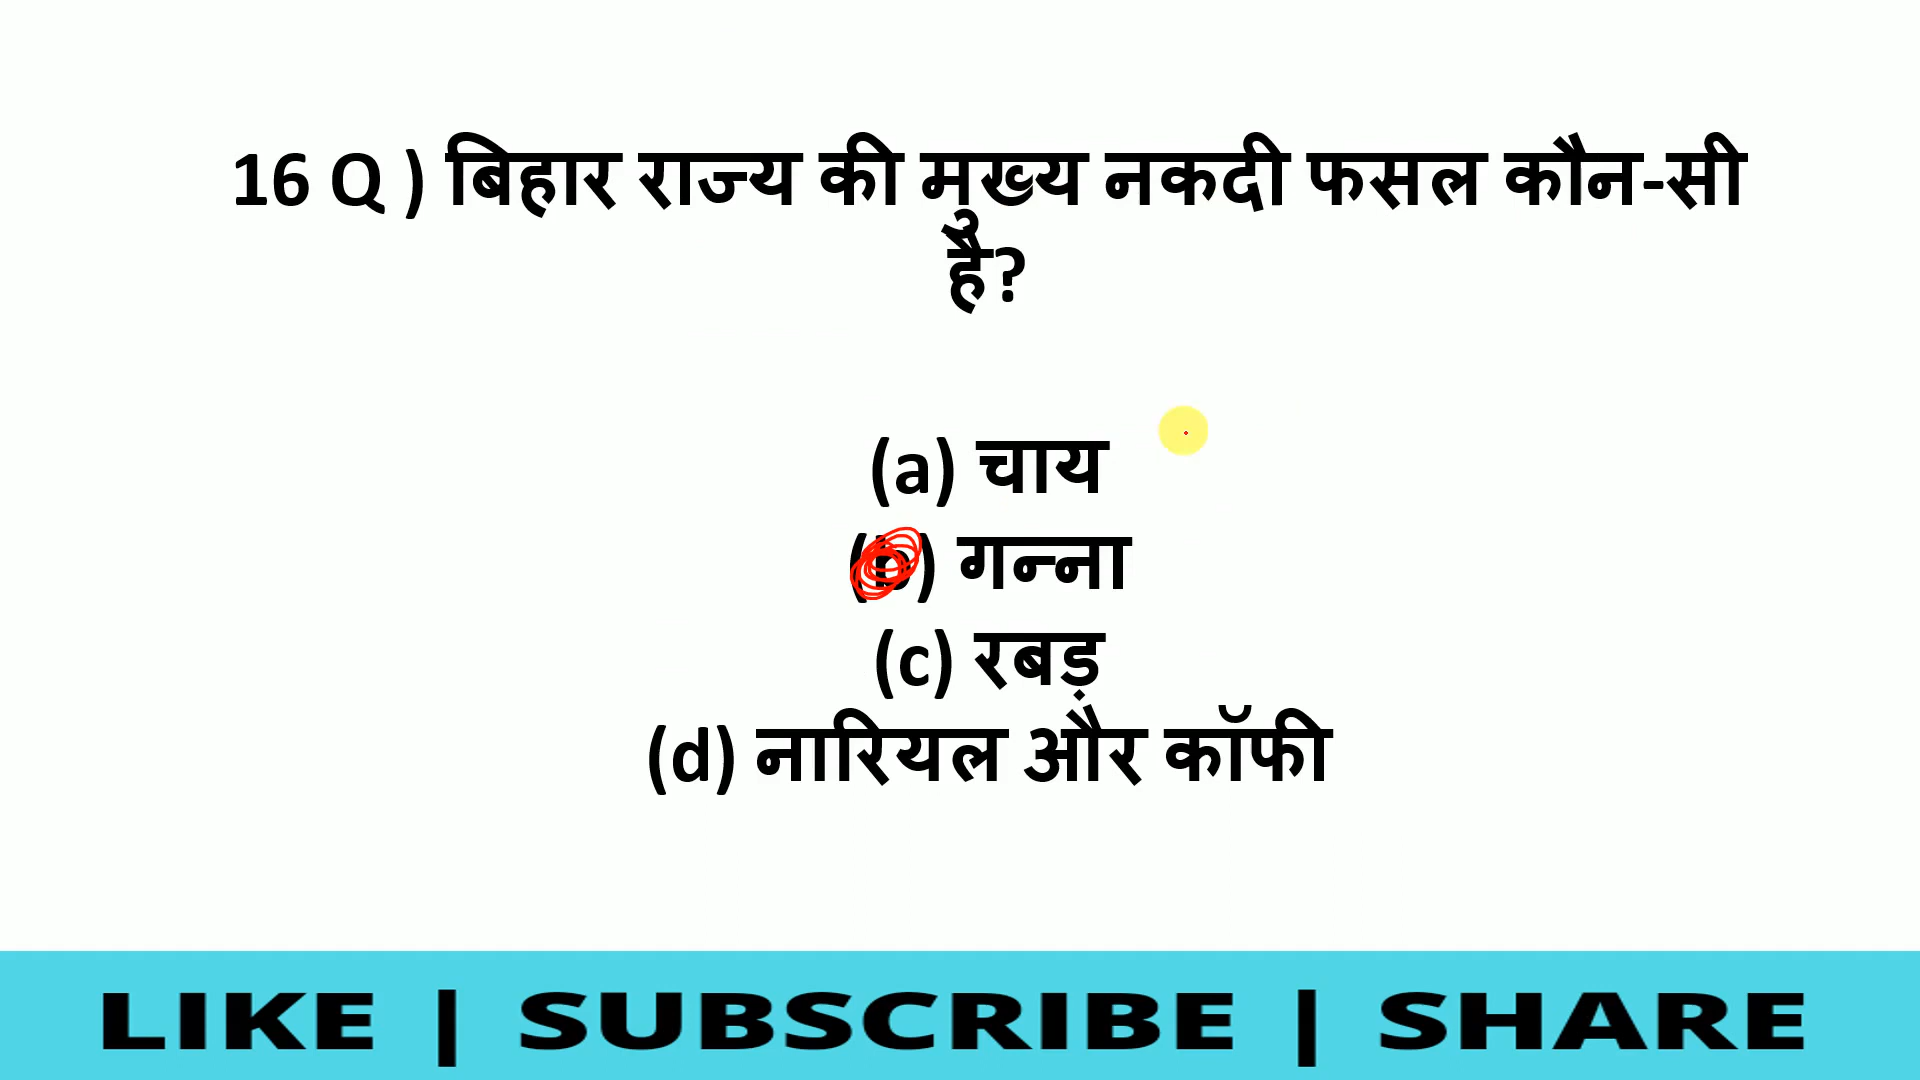 16 Q ) बिहार राज्य की मुख्य नकदी फसल कौन-सी
है?
(a) चाय
(b) गन्ना
(c) रबड़
(d) नारियल और कॉफी
LIKE | SUBSCRIBE | SHARE